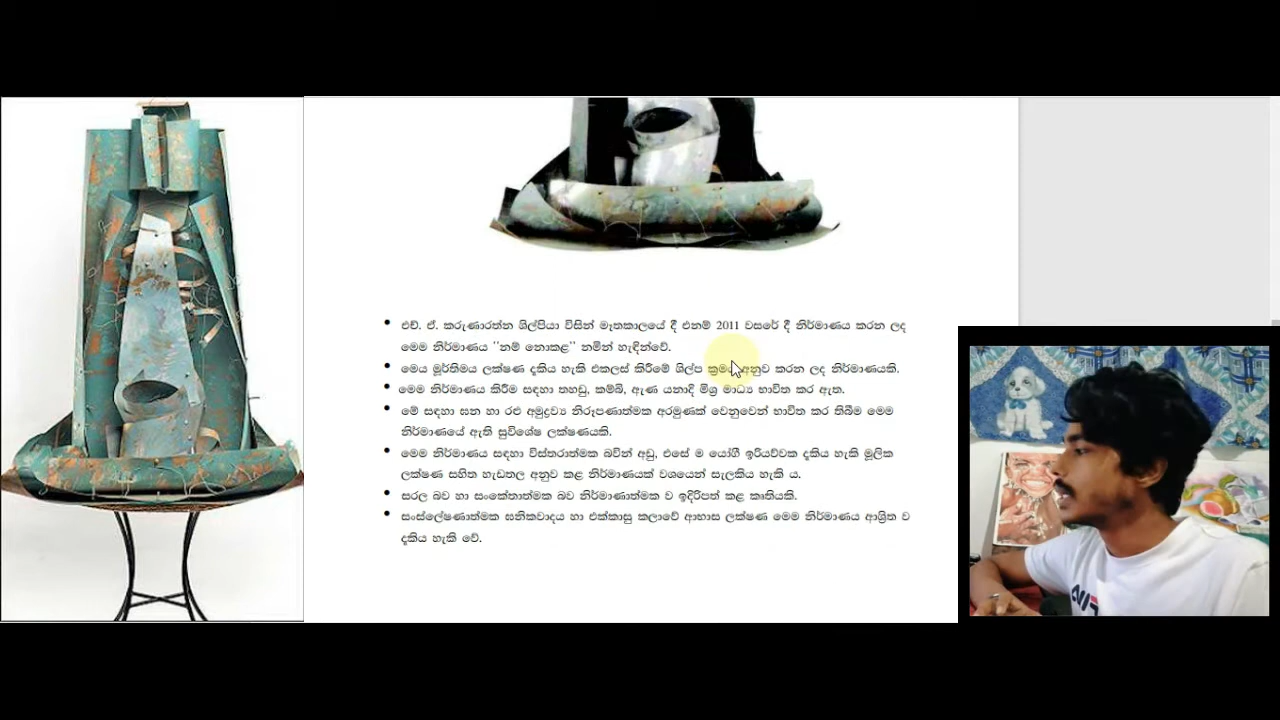 • එච්. ඒ. කරුණාරත්න ශිල්පියා විසින් මෑතකාලයේ දී එනම් 2011 වසරේ දී නිර්මාණය කරන ලද
මෙම නිර්මාණය "නම් නොකළ" නමින් හැඳින්වේ.
• මෙය මූර්තිමය ලක්ෂණ දැකිය හැකි එකලස් කිරීමේ ශිල්ප ක්‍රමය අනුව කරන ලද නිර්මාණයකි.
• මෙම නිර්මාණය කිරීම සඳහා තහඩු, කම්බි, ඇණ යනාදි මිශ්‍ර මාධ්‍ය භාවිත කර ඇත.
• මේ සඳහා ඝන හා රළු අමුද්‍රව්‍ය නිරූපණාත්මක අරමුණක් වෙනුවෙන් භාවිත කර තිබීම මෙම
නිර්මාණයේ ඇති සුවිශේෂ ලක්ෂණයකි.
• මෙම නිර්මාණය සඳහා විස්තරාත්මක බවින් අඩු, එසේ ම යෝගී ඉරියව්වක දැකිය හැකි මූලික
ලක්ෂණ සහිත හැඩතල අනුව කළ නිර්මාණයක් වශයෙන් සැලකිය හැකි ය.
• සරල බව හා සංකේතාත්මක බව නිර්මාණාත්මක ව ඉදිරිපත් කළ කෘතියකි.
• සංස්ලේෂණාත්මක ඝනිකවාදය හා එක්කාසු කලාවේ ආභාස ලක්ෂණ මෙම නිර්මාණය ආශ්‍රිත ව
දැකිය හැකි වේ.